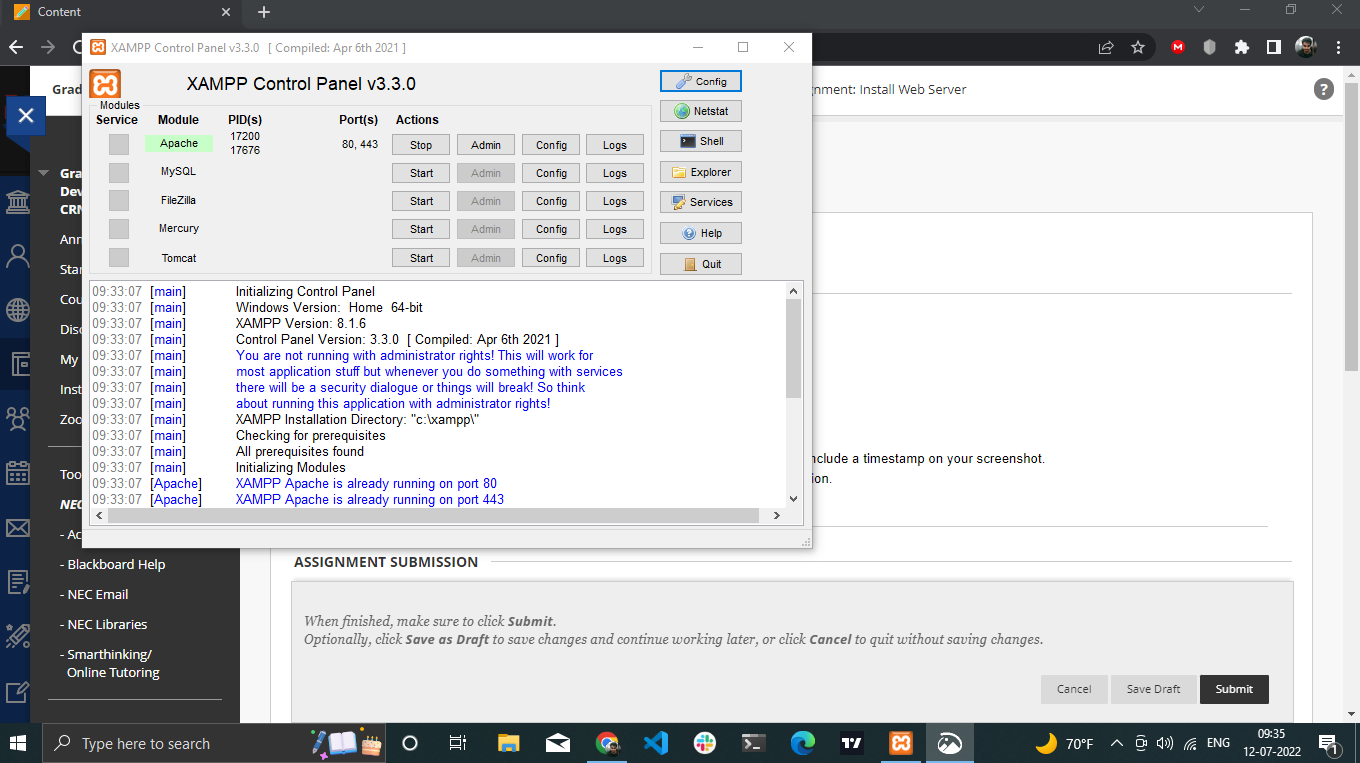 Content
XAMPP Control Panel v3.3.0 [ Compiled: Apr 6th 2021 ]
XAMPP Control Panel v3.3.0
Config
Modules
Service Module PID(s) Port(s) Actions
Netstat
Apache 17200 17676 80, 443 Stop Admin Config Logs
Shell
MySQL Start Admin Config Logs
Explorer
FileZilla Start Admin Config Logs
Services
Mercury Start Admin Config Logs
Help
Tomcat Start Admin Config Logs
Quit
09:33:07 [main] Initializing Control Panel
09:33:07 [main] Windows Version: Home 64-bit
09:33:07 [main] XAMPP Version: 8.1.6
09:33:07 [main] Control Panel Version: 3.3.0 [ Compiled: Apr 6th 2021 ]
09:33:07 [main] You are not running with administrator rights! This will work for
09:33:07 [main] most application stuff but whenever you do something with services
09:33:07 [main] there will be a security dialogue or things will break! So think
09:33:07 [main] about running this application with administrator rights!
09:33:07 [main] XAMPP Installation Directory: "c:\xampp\"
09:33:07 [main] Checking for prerequisites
09:33:07 [main] All prerequisites found
09:33:07 [main] Initializing Modules
09:33:07 [Apache] XAMPP Apache is already running on port 80
09:33:07 [Apache] XAMPP Apache is already running on port 443
Grad
nment: Install Web Server
Gra
Dev
CRN
Ann
Star
Cou
Disc
My
Inst
Zoo
Too
NEC
- Ac
- Blackboard Help
- NEC Email
- NEC Libraries
- Smarthinking/
Online Tutoring
nclude a timestamp on your screenshot.
ion.
ASSIGNMENT SUBMISSION
When finished, make sure to click Submit.
Optionally, click Save as Draft to save changes and continue working later, or click Cancel to quit without saving changes.
Cancel Save Draft Submit
Type here to search
70°F
ENG
09:35
12-07-2022
1